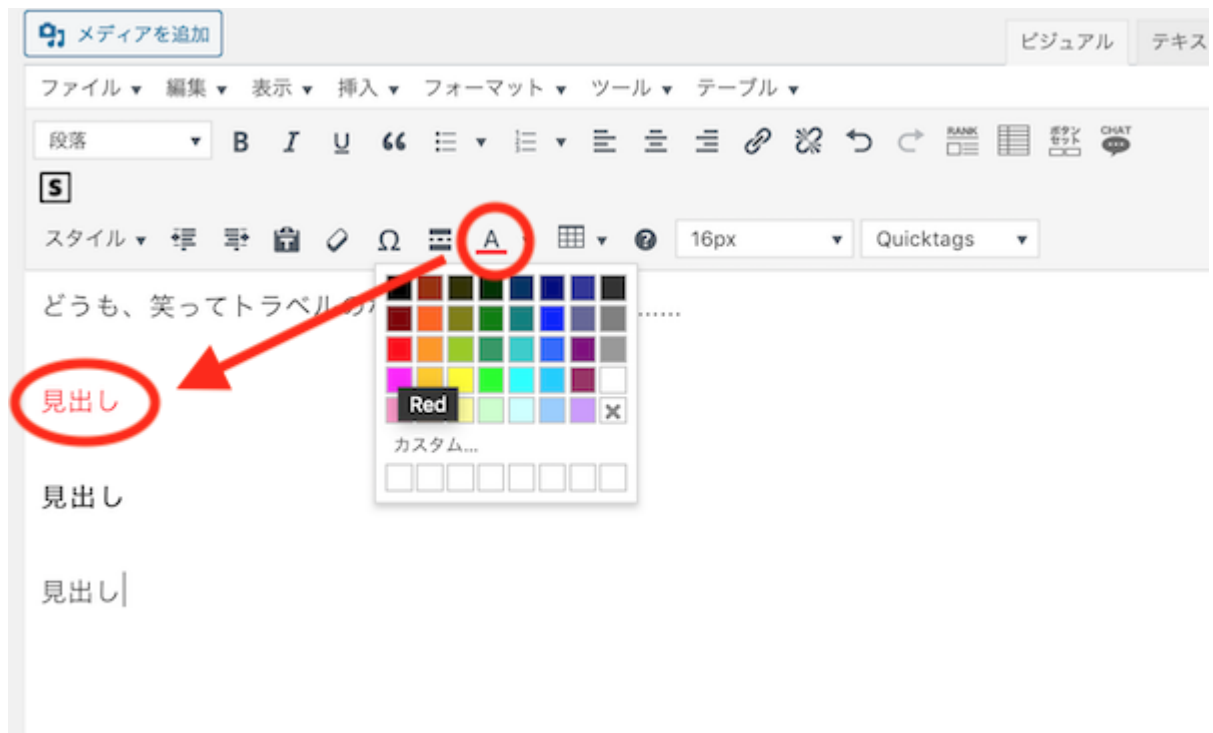 メディアを追加
ビジュアル テキス
ファイル 編集 表示 挿入 フォーマット ツール テーブル
段落 B I U RANK ボタンセット CHAT
S
スタイル Ω A 16px Quicktags
どうも、笑ってトラベルの ……
見出し
Red
カスタム...
見出し
見出し